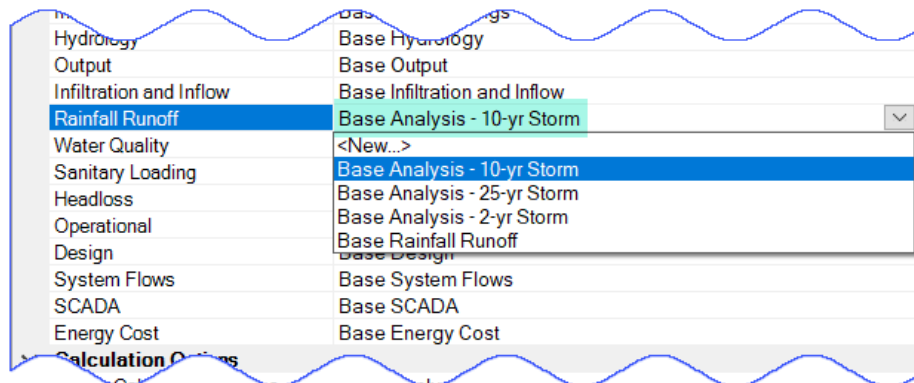 Hydrology Base Hydrology
Output Base Output
Infiltration and Inflow Base Infiltration and Inflow
Rainfall Runoff Base Analysis - 10-yr Storm
Water Quality <New...>
Base Analysis - 10-yr Storm
Sanitary Loading
Base Analysis - 25-yr Storm
Headloss
Base Analysis - 2-yr Storm
Operational
Base Rainfall Runoff
Design Base Design
System Flows Base System Flows
SCADA Base SCADA
Energy Cost Base Energy Cost
Calculation Options